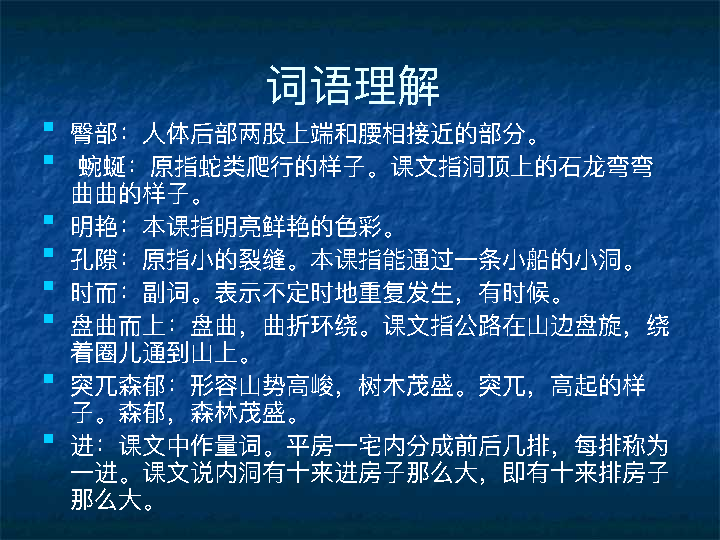 词语理解
臀部：人体后部两股上端和腰相接近的部分。
蜿蜒：原指蛇类爬行的样子。课文指洞顶上的石龙弯弯
曲曲的样子。
明艳：本课指明亮鲜艳的色彩。
孔隙：原指小的裂缝。本课指能通过一条小船的小洞。
时而：副词。表示不定时地重复发生，有时候。
盘曲而上：盘曲，曲折环绕。课文指公路在山边盘旋，绕
着圈儿通到山上。
突兀森郁：形容山势高峻，树木茂盛。突兀，高起的样
子。森郁，森林茂盛。
进：课文中作量词。平房一宅内分成前后几排，每排称为
一进。课文说内洞有十来进房子那么大，即有十来排房子
那么大。